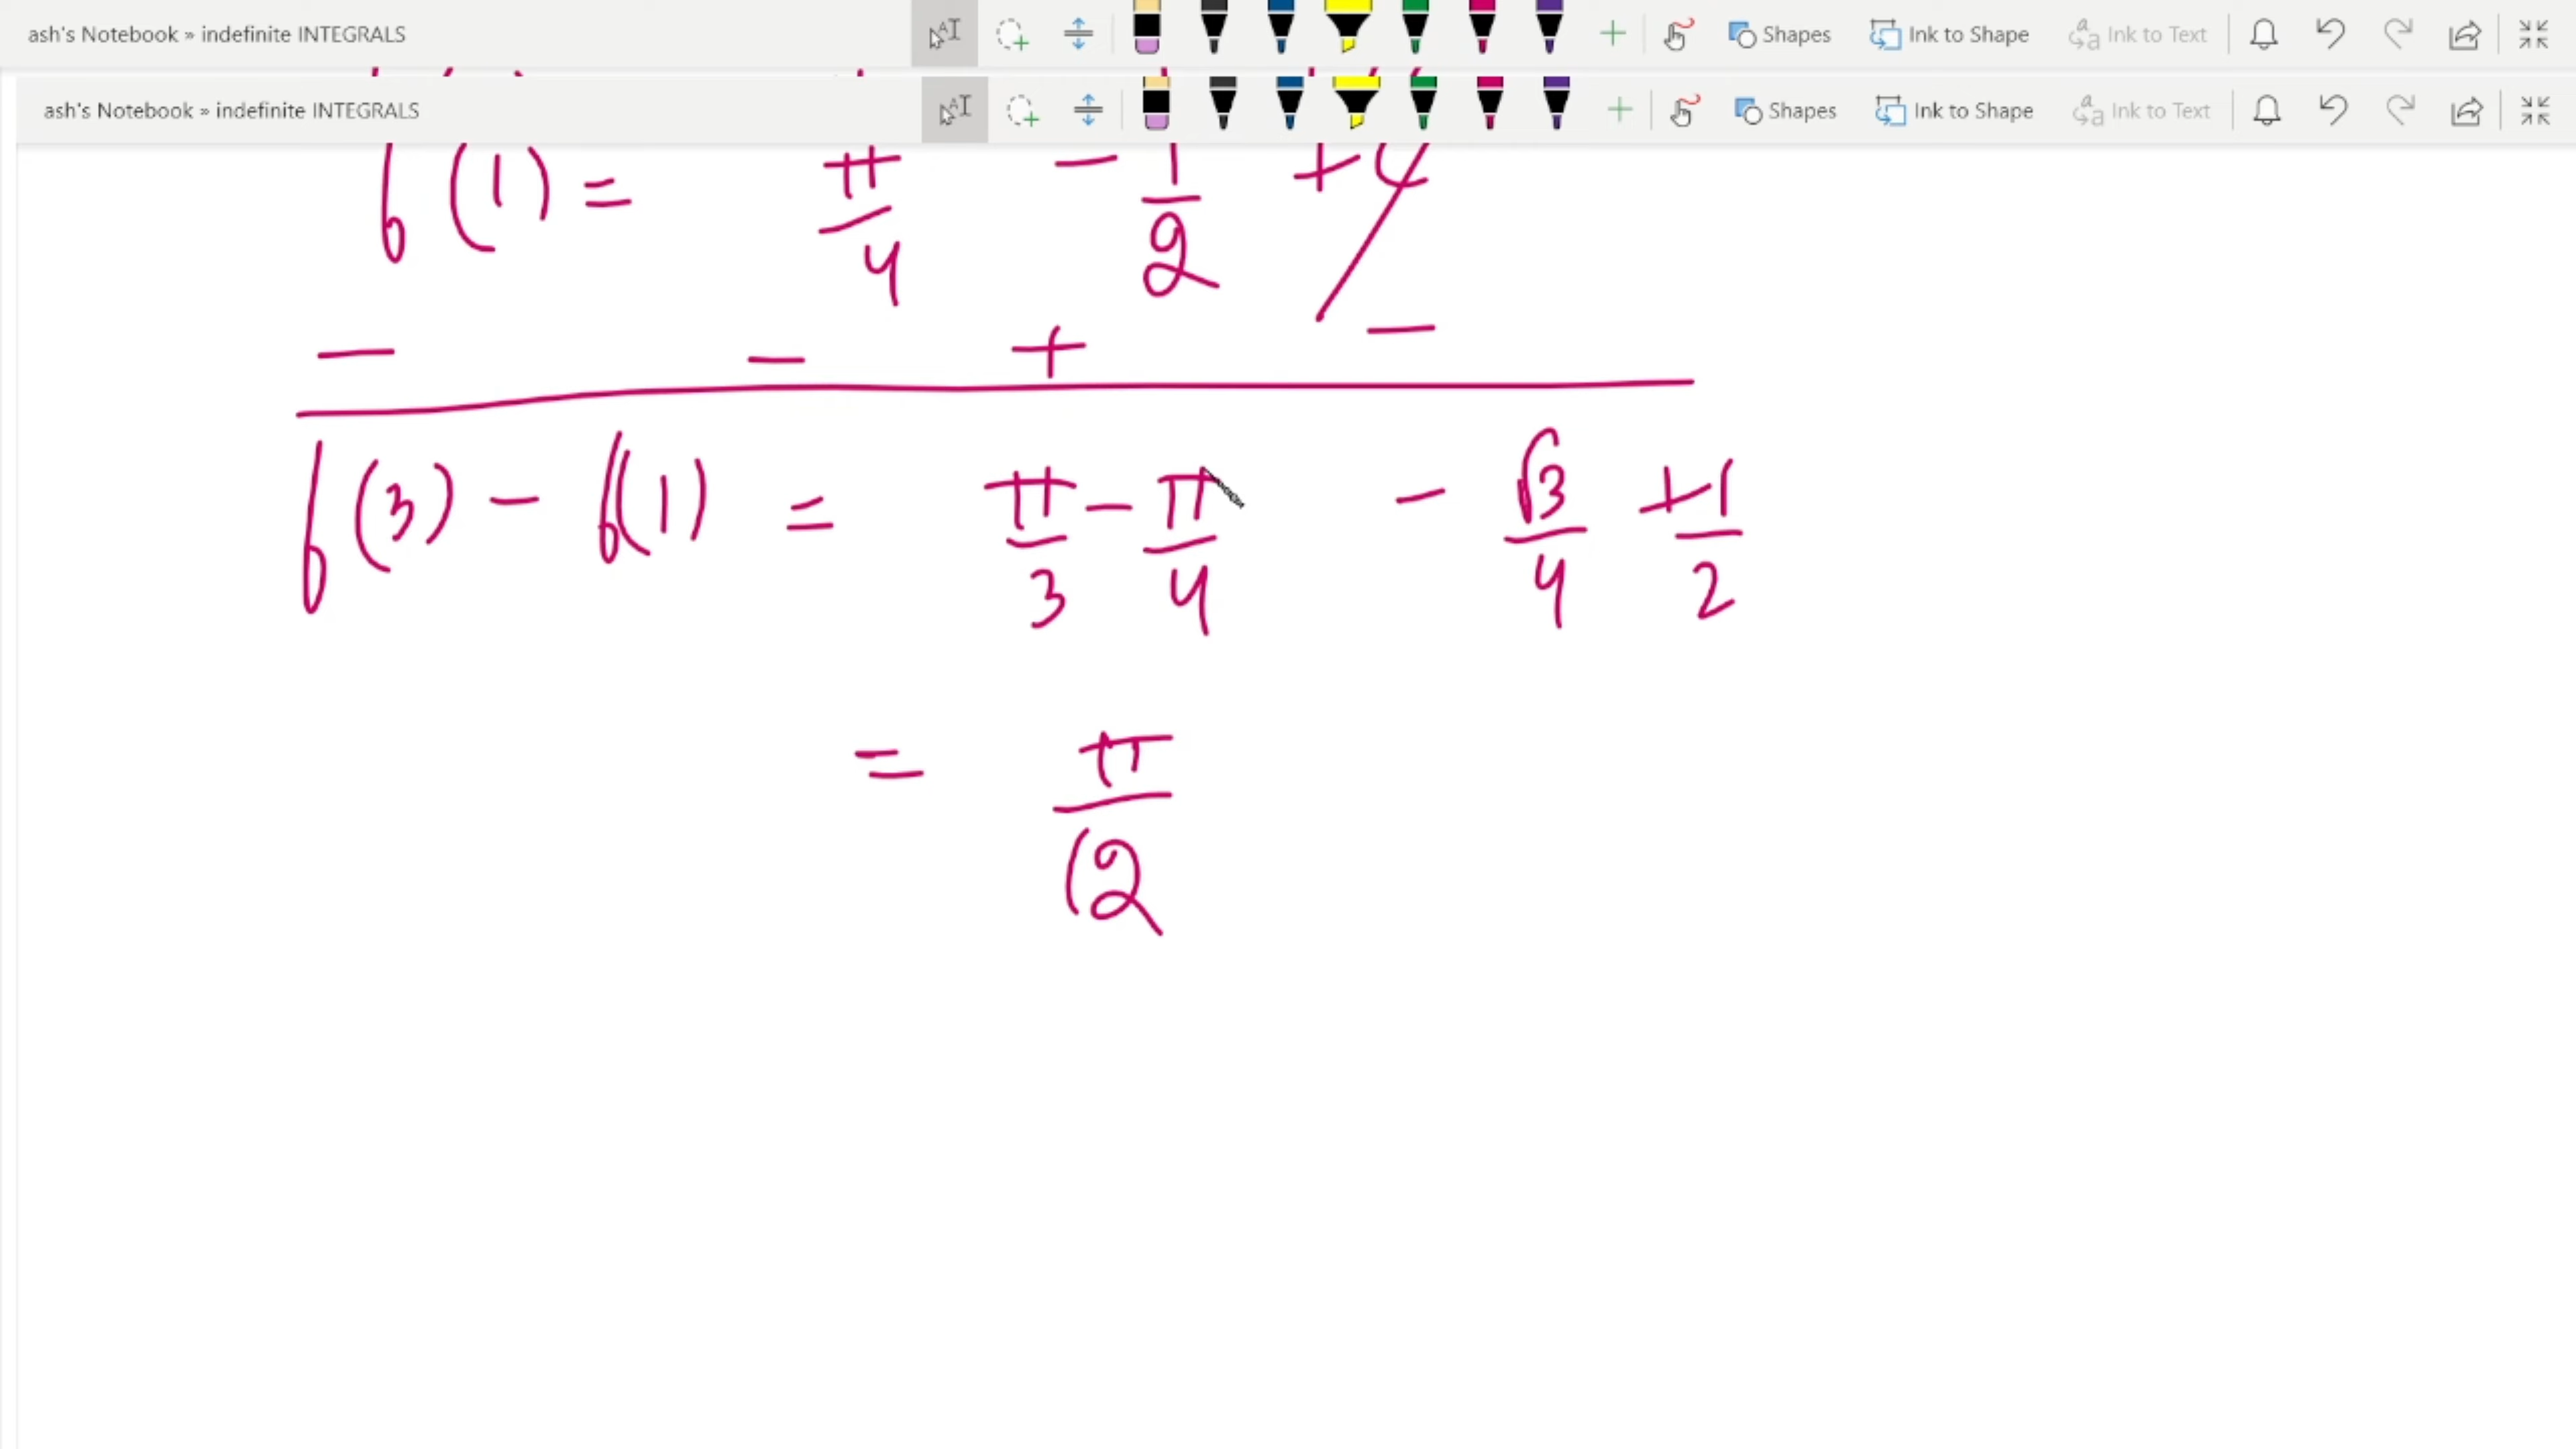 ash's Notebook » indefinite INTEGRALS Shapes Ink to Shape Ink to Text
ash's Notebook » indefinite INTEGRALS Shapes Ink to Shape Ink to Text
f(1) = π/4 - 1/2 + 4
- - + -
f(3) - f(1) = π/3 - π/4 - √3/4 + 1/2
= π/12